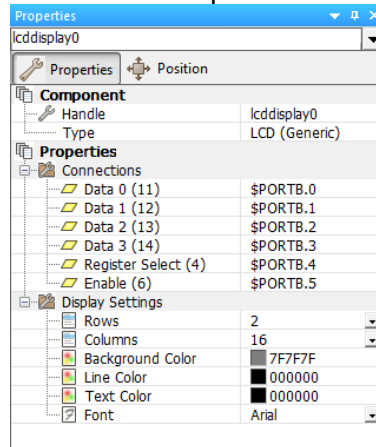 Properties
lcddisplay0
Properties Position
Component
Handle lcddisplay0
Type LCD (Generic)
Properties
Connections
Data 0 (11) $PORTB.0
Data 1 (12) $PORTB.1
Data 2 (13) $PORTB.2
Data 3 (14) $PORTB.3
Register Select (4) $PORTB.4
Enable (6) $PORTB.5
Display Settings
Rows 2
Columns 16
Background Color 7F7F7F
Line Color 000000
Text Color 000000
Font Arial